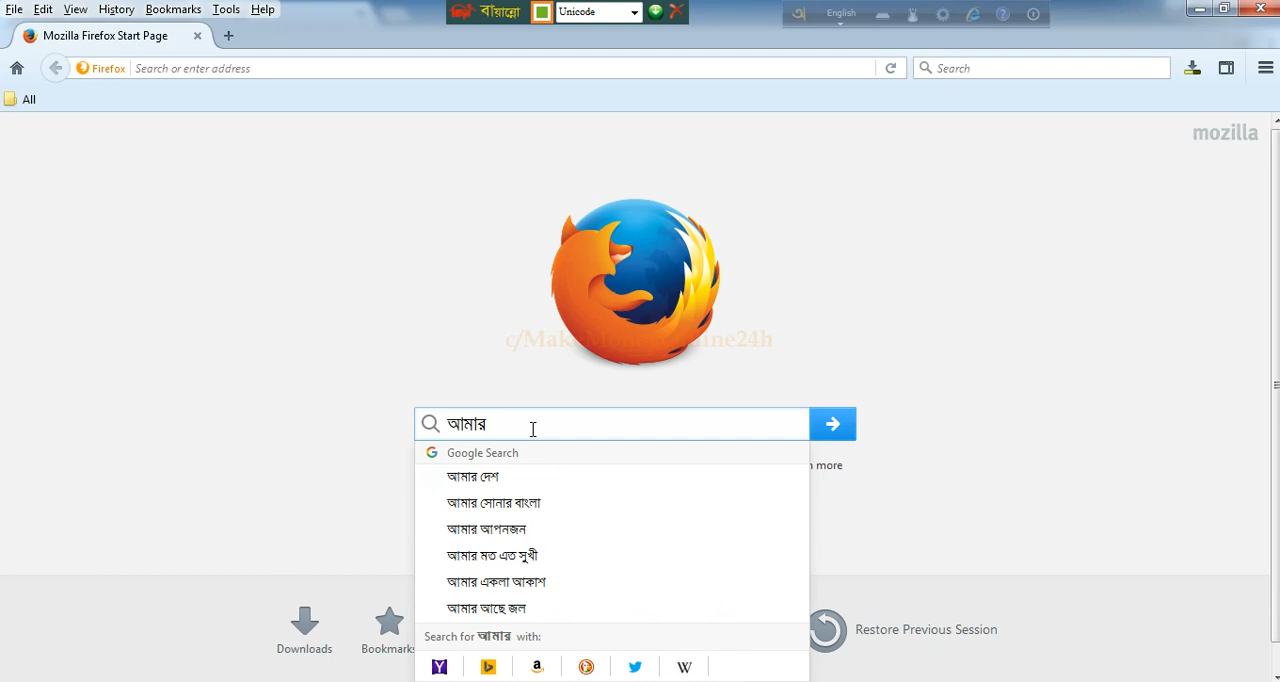 File Edit View History Bookmarks Tools Help
বায়ান্নো Unicode
English
Mozilla Firefox Start Page
Firefox Search or enter address
Search
All
mozilla
আমার
Google Search
আমার দেশ
আমার সোনার বাংলা
আমার আপনজন
আমার মত এত সুখী
আমার একলা আকাশ
আমার আছে জল
Search for আমার with:
more
Downloads
Bookmarks
Restore Previous Session